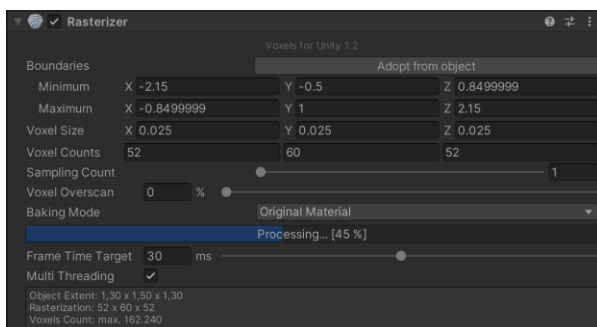 Rasterizer
Voxels for Unity 1.2
Boundaries Adopt from object
Minimum X -2.15 Y -0.5 Z 0.8499999
Maximum X -0.8499999 Y 1 Z 2.15
Voxel Size X 0.025 Y 0.025 Z 0.025
Voxel Counts 52 60 52
Sampling Count 1
Voxel Overscan 0 %
Baking Mode Original Material
Processing... [45 %]
Frame Time Target 30 ms
Multi Threading
Object Extent: 1,30 x 1,50 x 1,30
Rasterization: 52 x 60 x 52
Voxels Count: max. 162.240